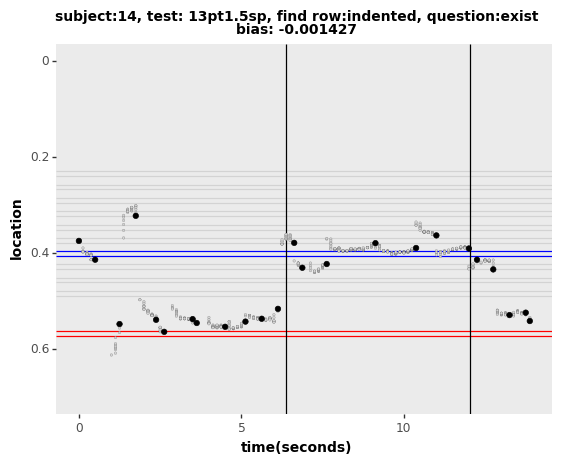 subject:14, test: 13pt1.5sp, find row:indented, question:exist
bias: -0.001427
0
0.2
0.4
0.6
location
0
5
10
time(seconds)